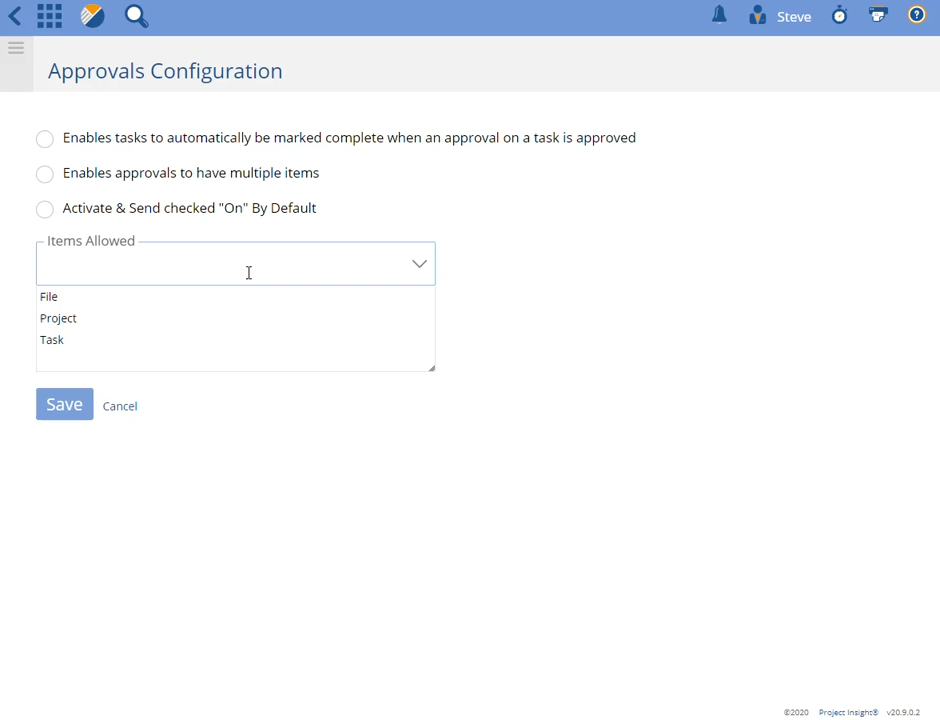 Steve
Approvals Configuration
Enables tasks to automatically be marked complete when an approval on a task is approved
Enables approvals to have multiple items
Activate & Send checked "On" By Default
Items Allowed
File
Project
Task
Save Cancel
©2020 Project Insight® v20.9.0.2